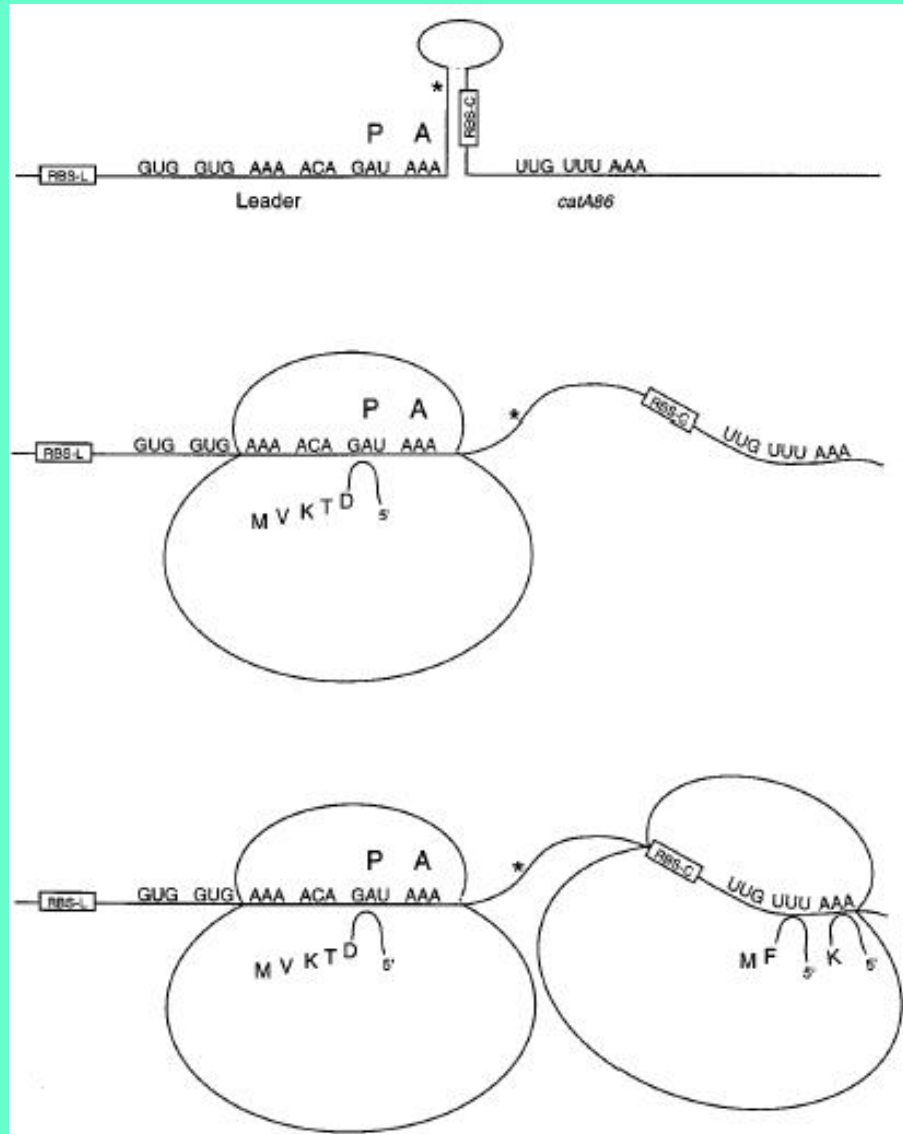 *
RBS-C
P A
RBS-L GUG GUG AAA ACA GAU AAA UUG UUU AAA
Leader catA86
P A
*
RBS-C
RBS-L GUG GUG AAA ACA GAU AAA UUG UUU AAA
M V K T D 5'
P A
*
RBS-C
RBS-L GUG GUG AAA ACA GAU AAA UUG UUU AAA
M V K T D 5' M F 5' K 5'